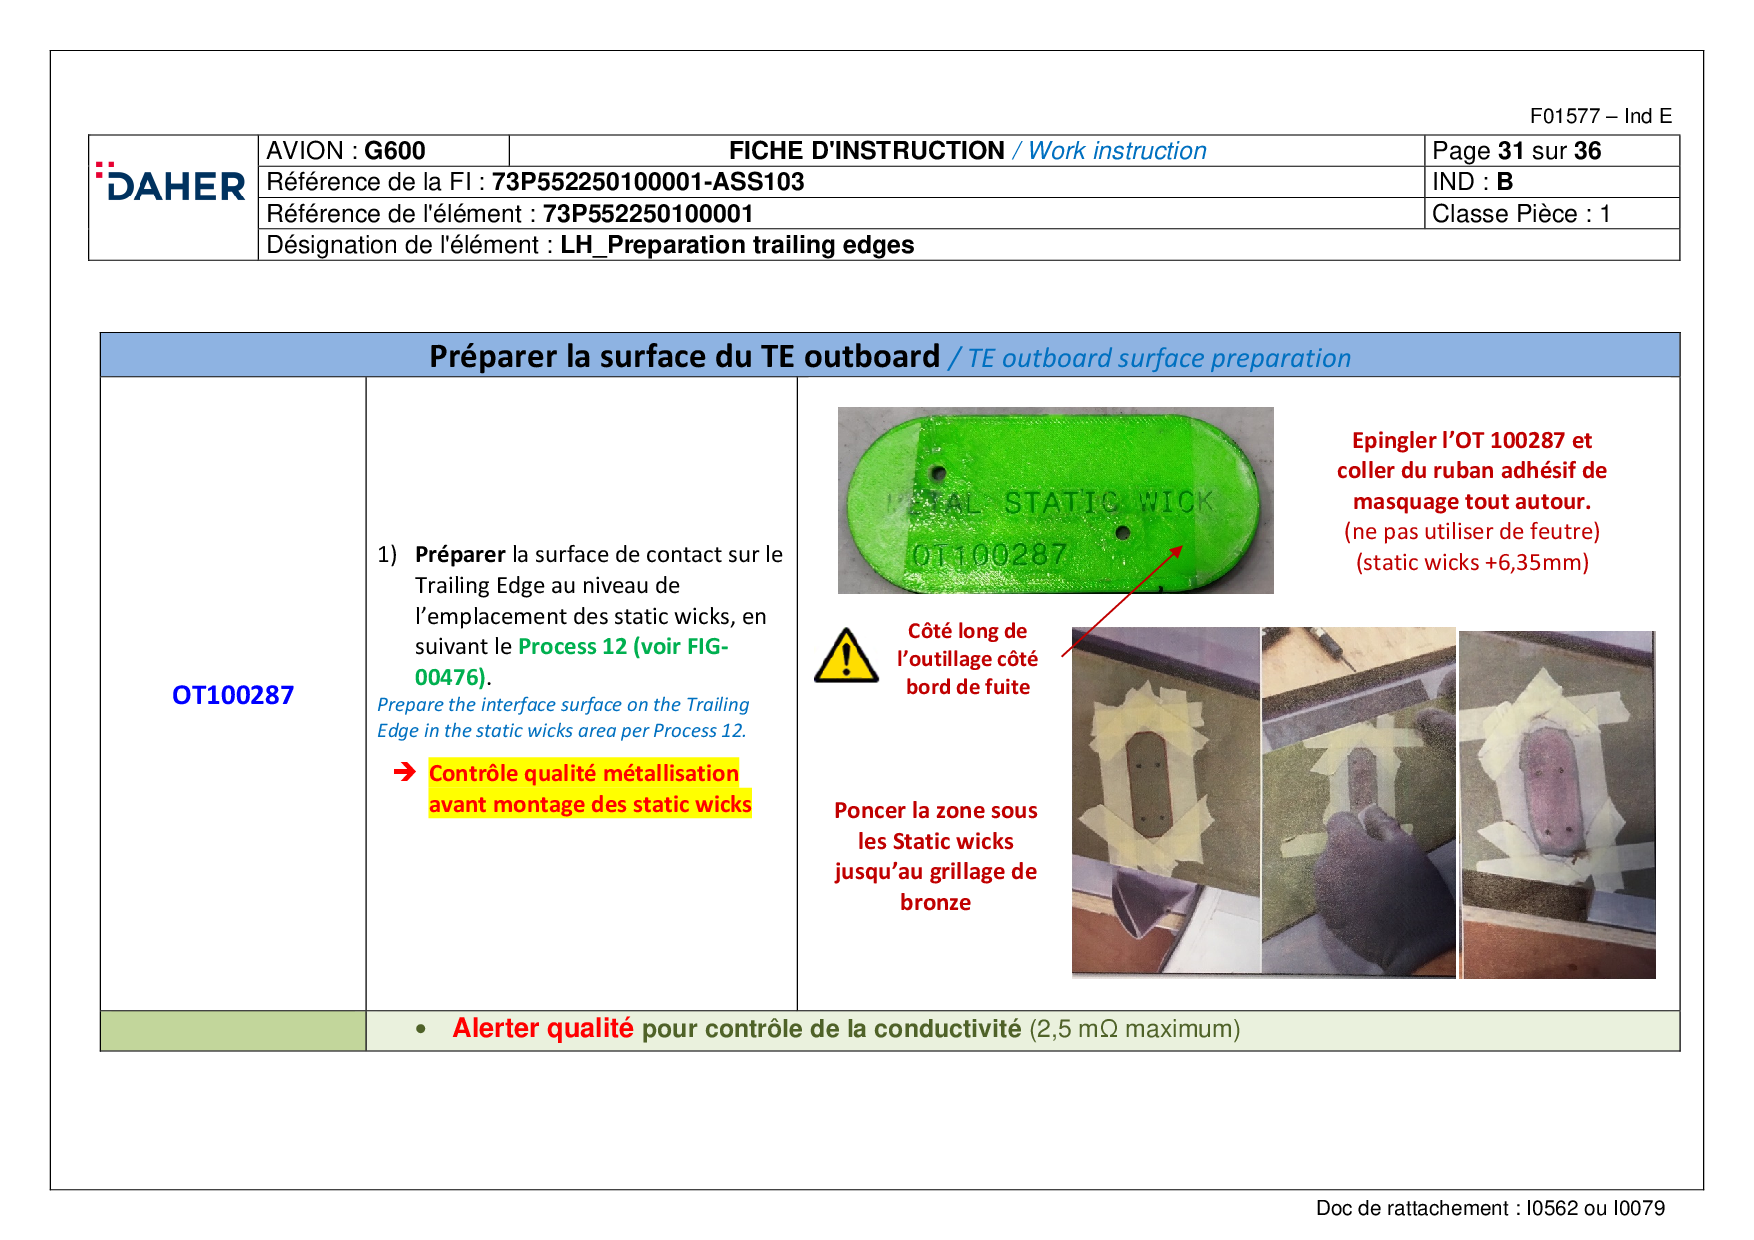 F01577 – Ind E
DAHER
AVION : G600
FICHE D'INSTRUCTION / Work instruction
Page 31 sur 36
Référence de la FI : 73P552250100001-ASS103
IND : B
Référence de l'élément : 73P552250100001
Classe Pièce : 1
Désignation de l'élément : LH_Preparation trailing edges
Préparer la surface du TE outboard / TE outboard surface preparation
OT100287
1) Préparer la surface de contact sur le
Trailing Edge au niveau de
l’emplacement des static wicks, en
suivant le Process 12 (voir FIG-
00476).
Prepare the interface surface on the Trailing
Edge in the static wicks area per Process 12.
➔ Contrôle qualité métallisation
avant montage des static wicks
METAL STATIC WICK
OT100287
Epingler l’OT 100287 et
coller du ruban adhésif de
masquage tout autour.
(ne pas utiliser de feutre)
(static wicks +6,35mm)
Côté long de
l’outillage côté
bord de fuite
Poncer la zone sous
les Static wicks
jusqu’au grillage de
bronze
• Alerter qualité pour contrôle de la conductivité (2,5 mΩ maximum)
Doc de rattachement : I0562 ou I0079